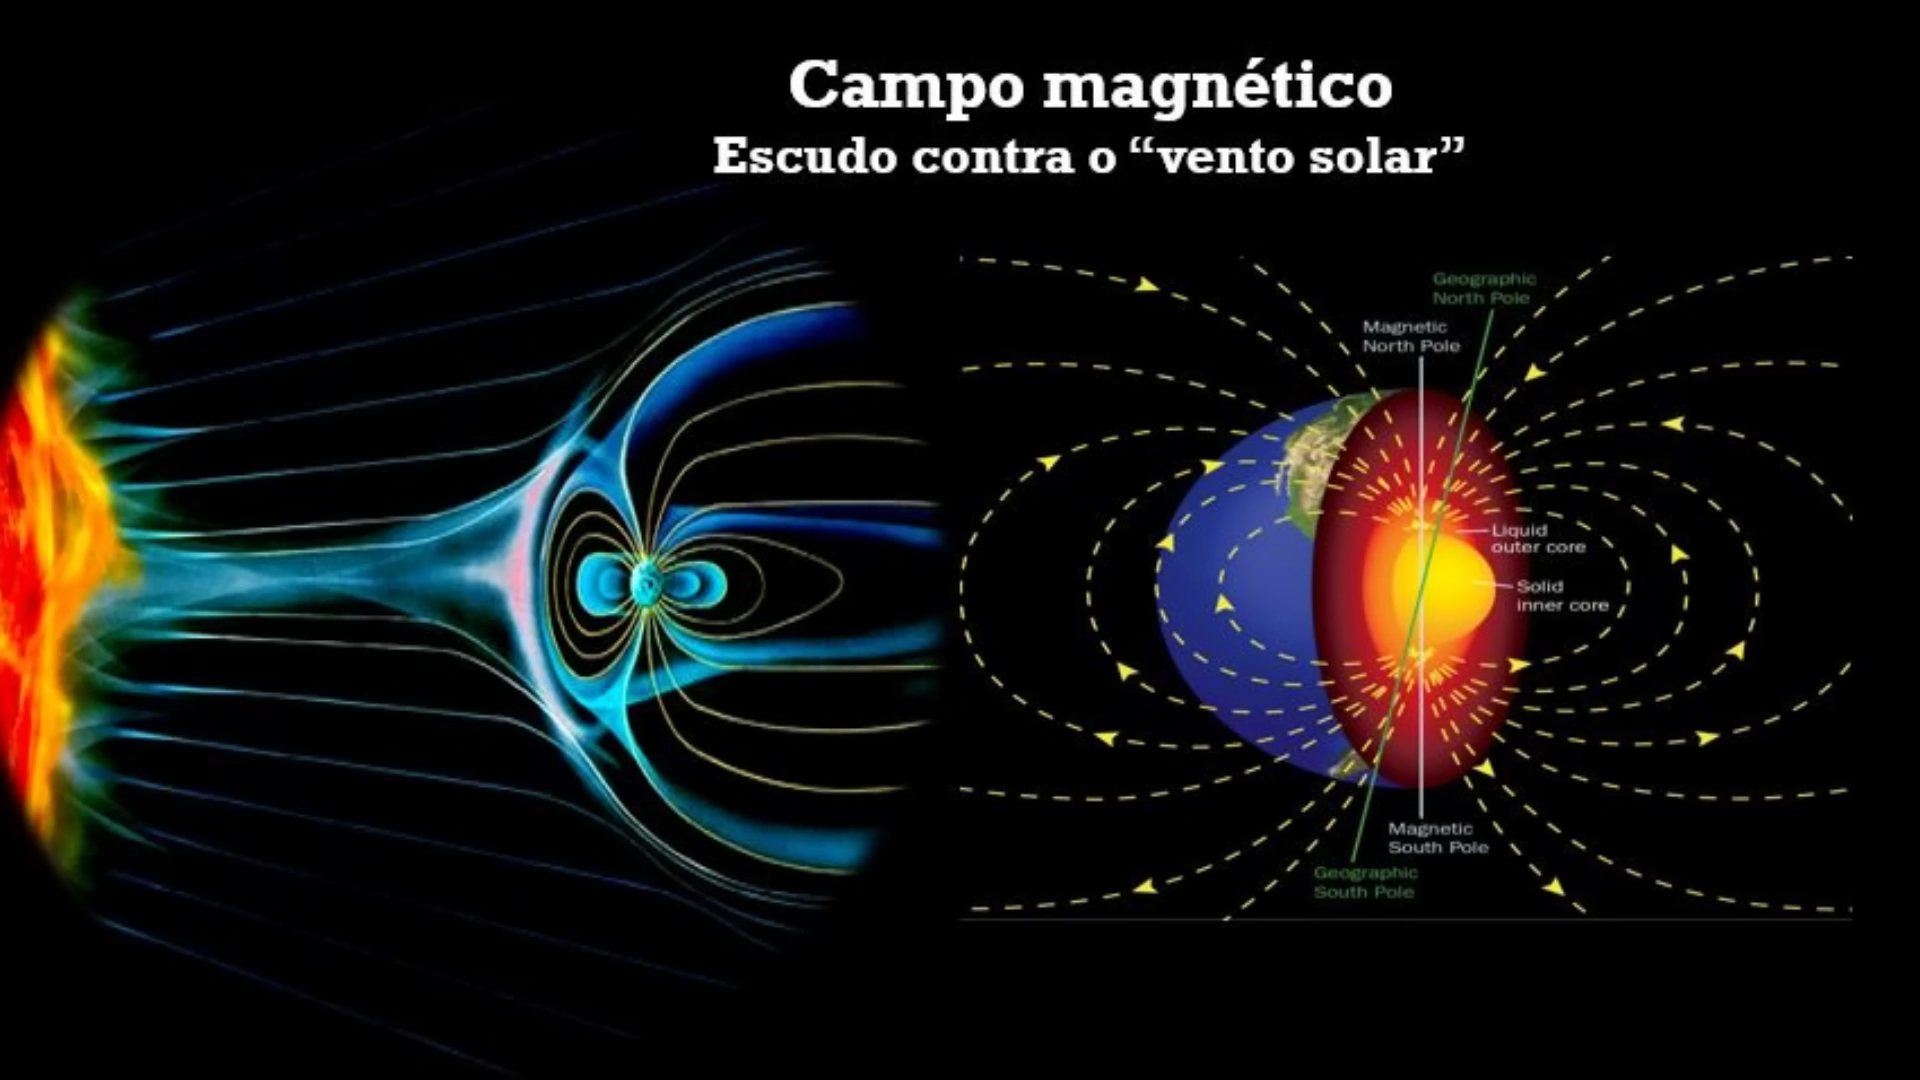 Campo magnético
Escudo contra o “vento solar”
Geographic
North Pole
Magnetic
North Pole
Liquid
outer core
Solid
inner core
Magnetic
South Pole
Geographic
South Pole